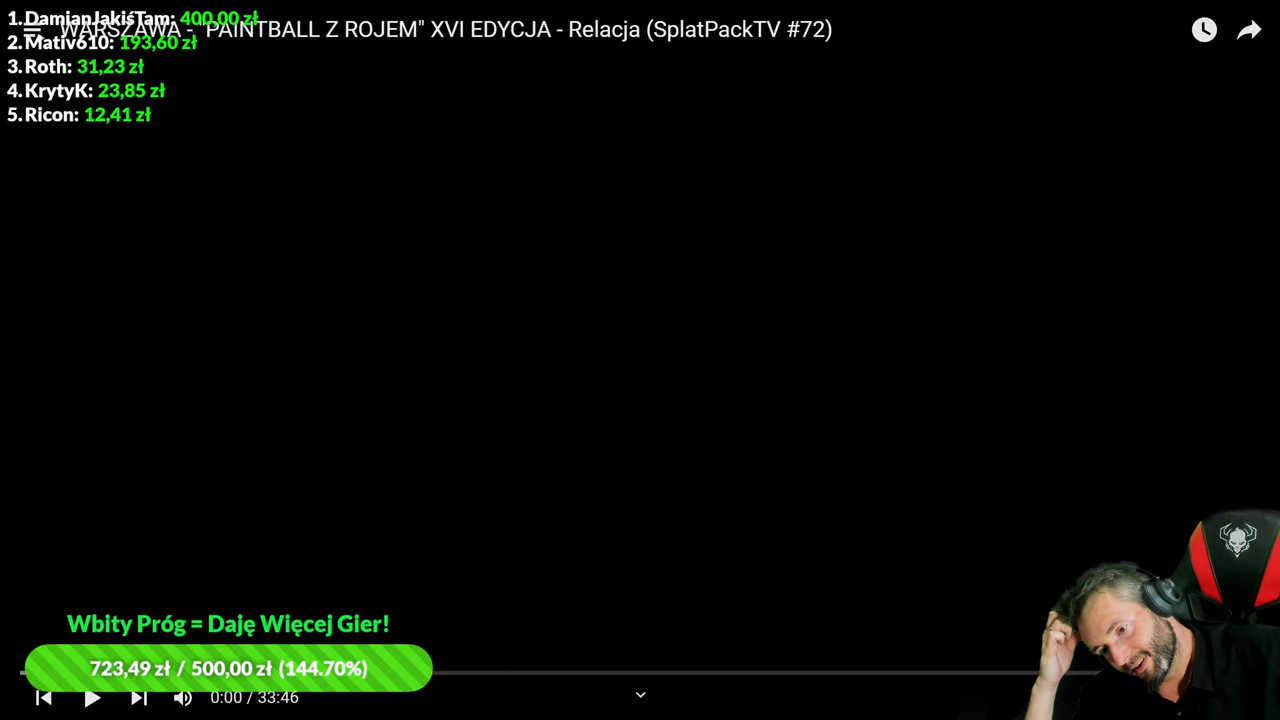 1. DamianJakiśTam: 400,00 zł
WARSZAWA - "PAINTBALL Z ROJEM" XVI EDYCJA - Relacja (SplatPackTV #72)
2. Mativ610: 193,60 zł
3. Roth: 31,23 zł
4. KrytyK: 23,85 zł
5. Ricon: 12,41 zł
Wbity Próg = Daję Więcej Gier!
723,49 zł / 500,00 zł (144.70%)
0:00 / 33:46